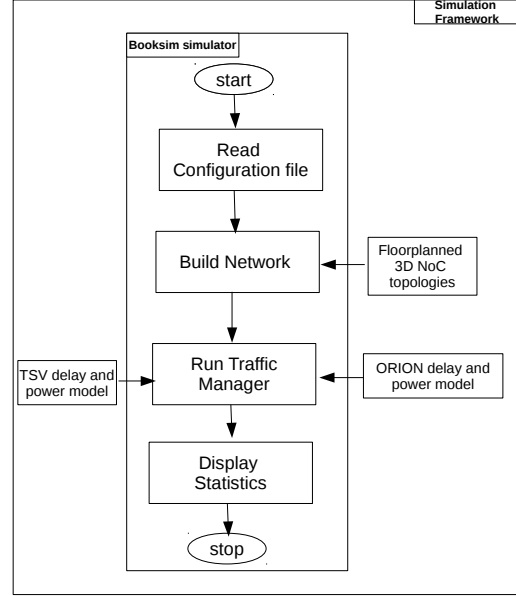 Simulation
Framework
Booksim simulator
start
Read
Configuration file
Build Network
Floorplanned
3D NoC
topologies
Run Traffic
Manager
TSV delay and
power model
ORION delay and
power model
Display
Statistics
stop